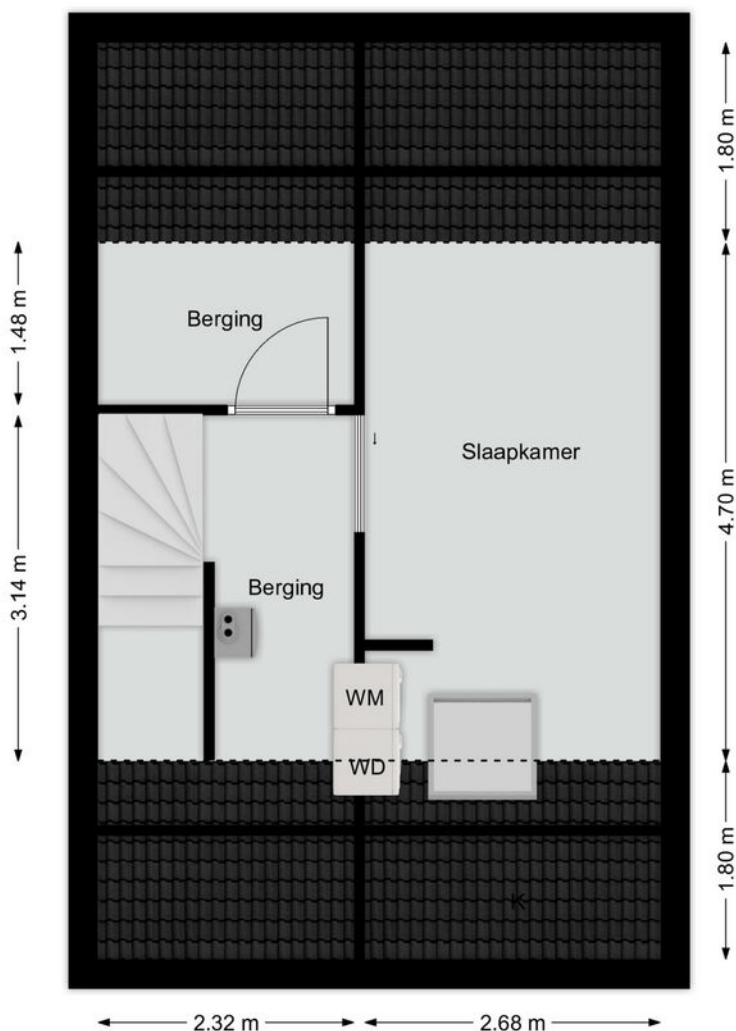 1.80 m
1.48 m
Berging
Slaapkamer
4.70 m
3.14 m
Berging
WM
WD
1.80 m
K
2.32 m
2.68 m